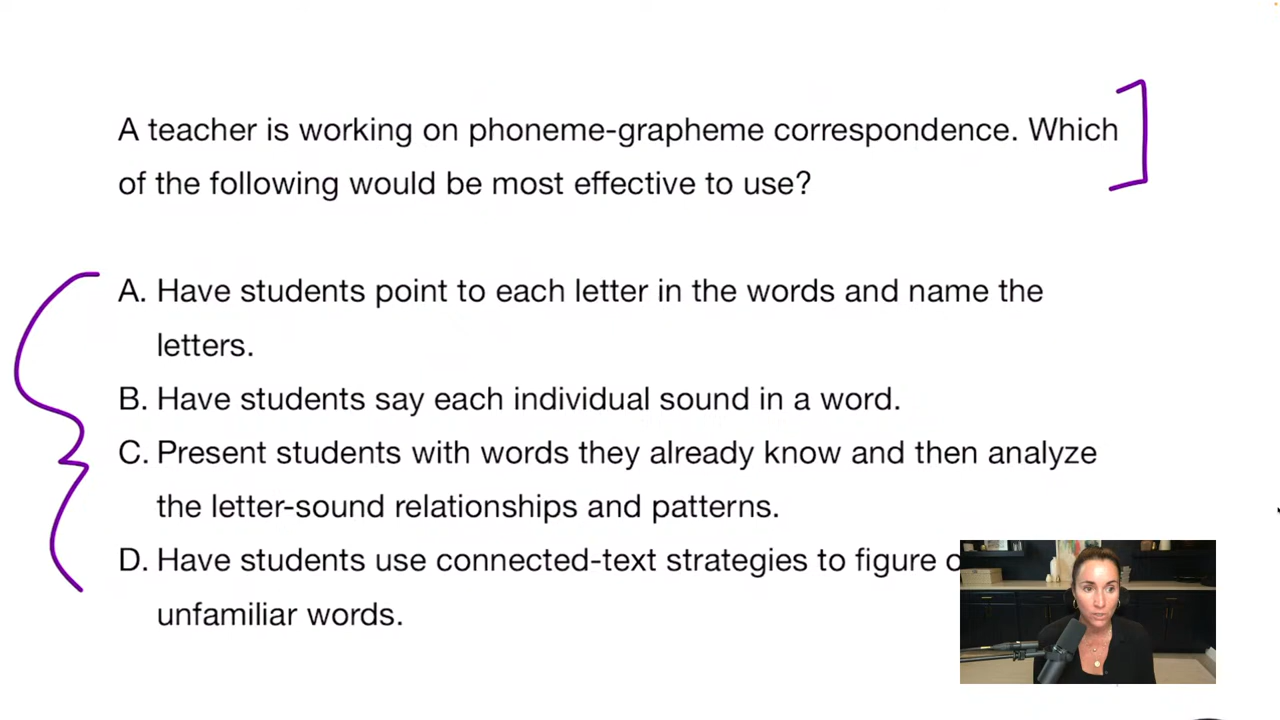 A teacher is working on phoneme-grapheme correspondence. Which
of the following would be most effective to use?
A. Have students point to each letter in the words and name the
letters.
B. Have students say each individual sound in a word.
C. Present students with words they already know and then analyze
the letter-sound relationships and patterns.
D. Have students use connected-text strategies to figure
unfamiliar words.